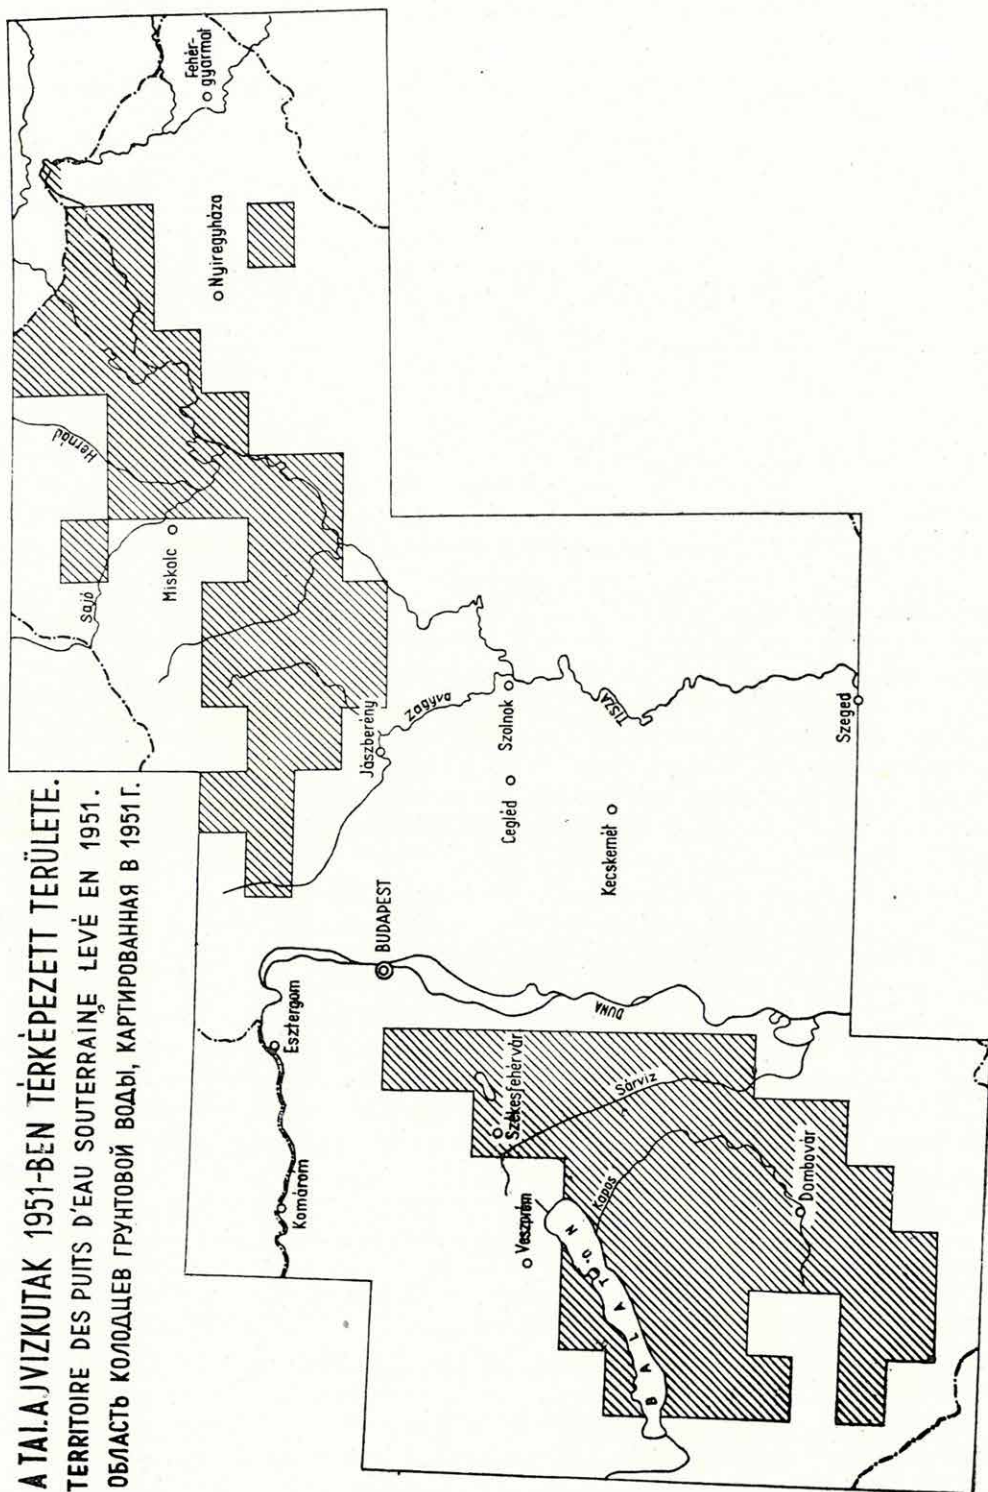 A TALAJVIZKUTAK 1951-BEN TÉRKÉPEZETT TERÜLETE.
TERRITOIRE DES PUITS D'EAU SOUTERRAINE LEVÉ EN 1951.
ОБЛАСТЬ КОЛОДЦЕВ ГРУНТОВОЙ ВОДЫ, КАРТИРОВАННАЯ В 1951Г.
Fehér-
gyarmat
Nyiregyháza
Hernád
Sajó
Miskolc
Jászberény
Zagyva
Szolnok
TISZA
Szeged
Cegléd
Kecskemét
BUDAPEST
Esztergom
Komárom
DUNA
Székesfehérvár
Sárviz
Veszprém
Kapos
Dombóvár
BALATON